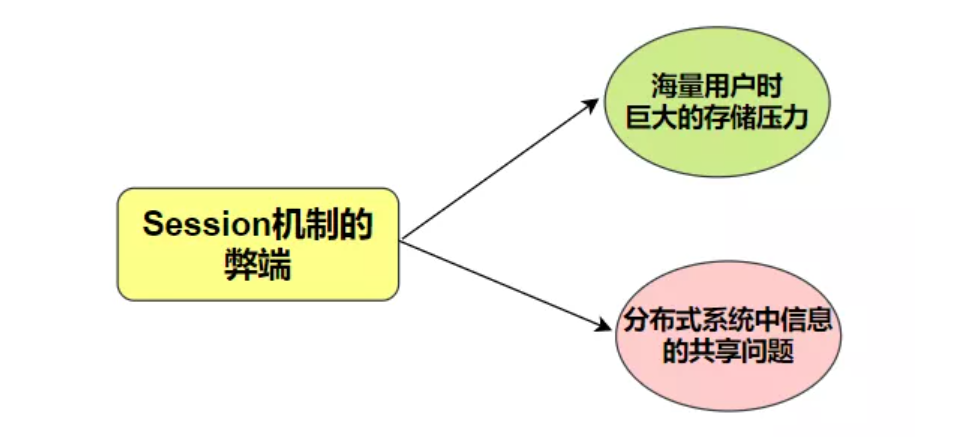 海量用户时
巨大的存储压力
Session机制的
弊端
分布式系统中信息
的共享问题